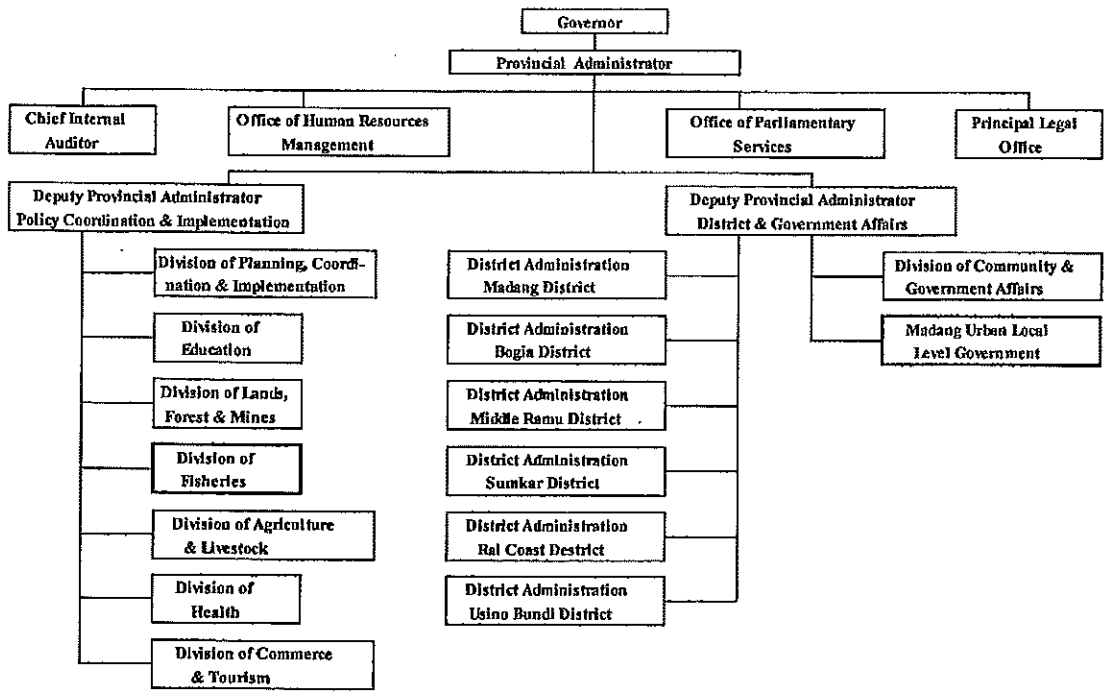 Governor
Provincial Administrator
Chief Internal
Auditor
Office of Human Resources
Management
Office of Parliamentary
Services
Principal Legal
Office
Deputy Provincial Administrator
Policy Coordination & Implementation
Deputy Provincial Administrator
District & Government Affairs
Division of Planning, Coordi-
nation & Implementation
Division of
Education
Division of Lands,
Forest & Mines
Division of
Fisheries
Division of Agriculture
& Livestock
Division of
Health
Division of Commerce
& Tourism
District Administration
Madang District
District Administration
Bogia District
District Administration
Middle Ramu District
District Administration
Sumkar District
District Administration
Rai Coast Destrict
District Administration
Usino Bundi District
Division of Community &
Government Affairs
Madang Urban Local
Level Government